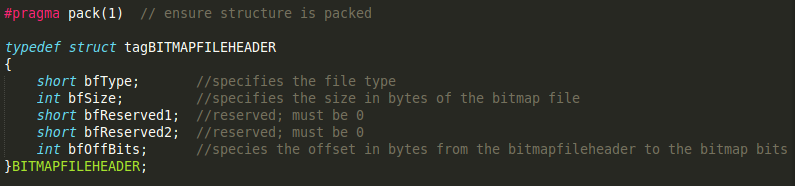 #pragma pack(1)  // ensure structure is packed
typedef struct tagBITMAPFILEHEADER
{
    short bfType;       //specifies the file type
    int bfSize;         //specifies the size in bytes of the bitmap file
    short bfReserved1;  //reserved; must be 0
    short bfReserved2;  //reserved; must be 0
    int bfOffBits;      //species the offset in bytes from the bitmapfileheader to the bitmap bits
}BITMAPFILEHEADER;